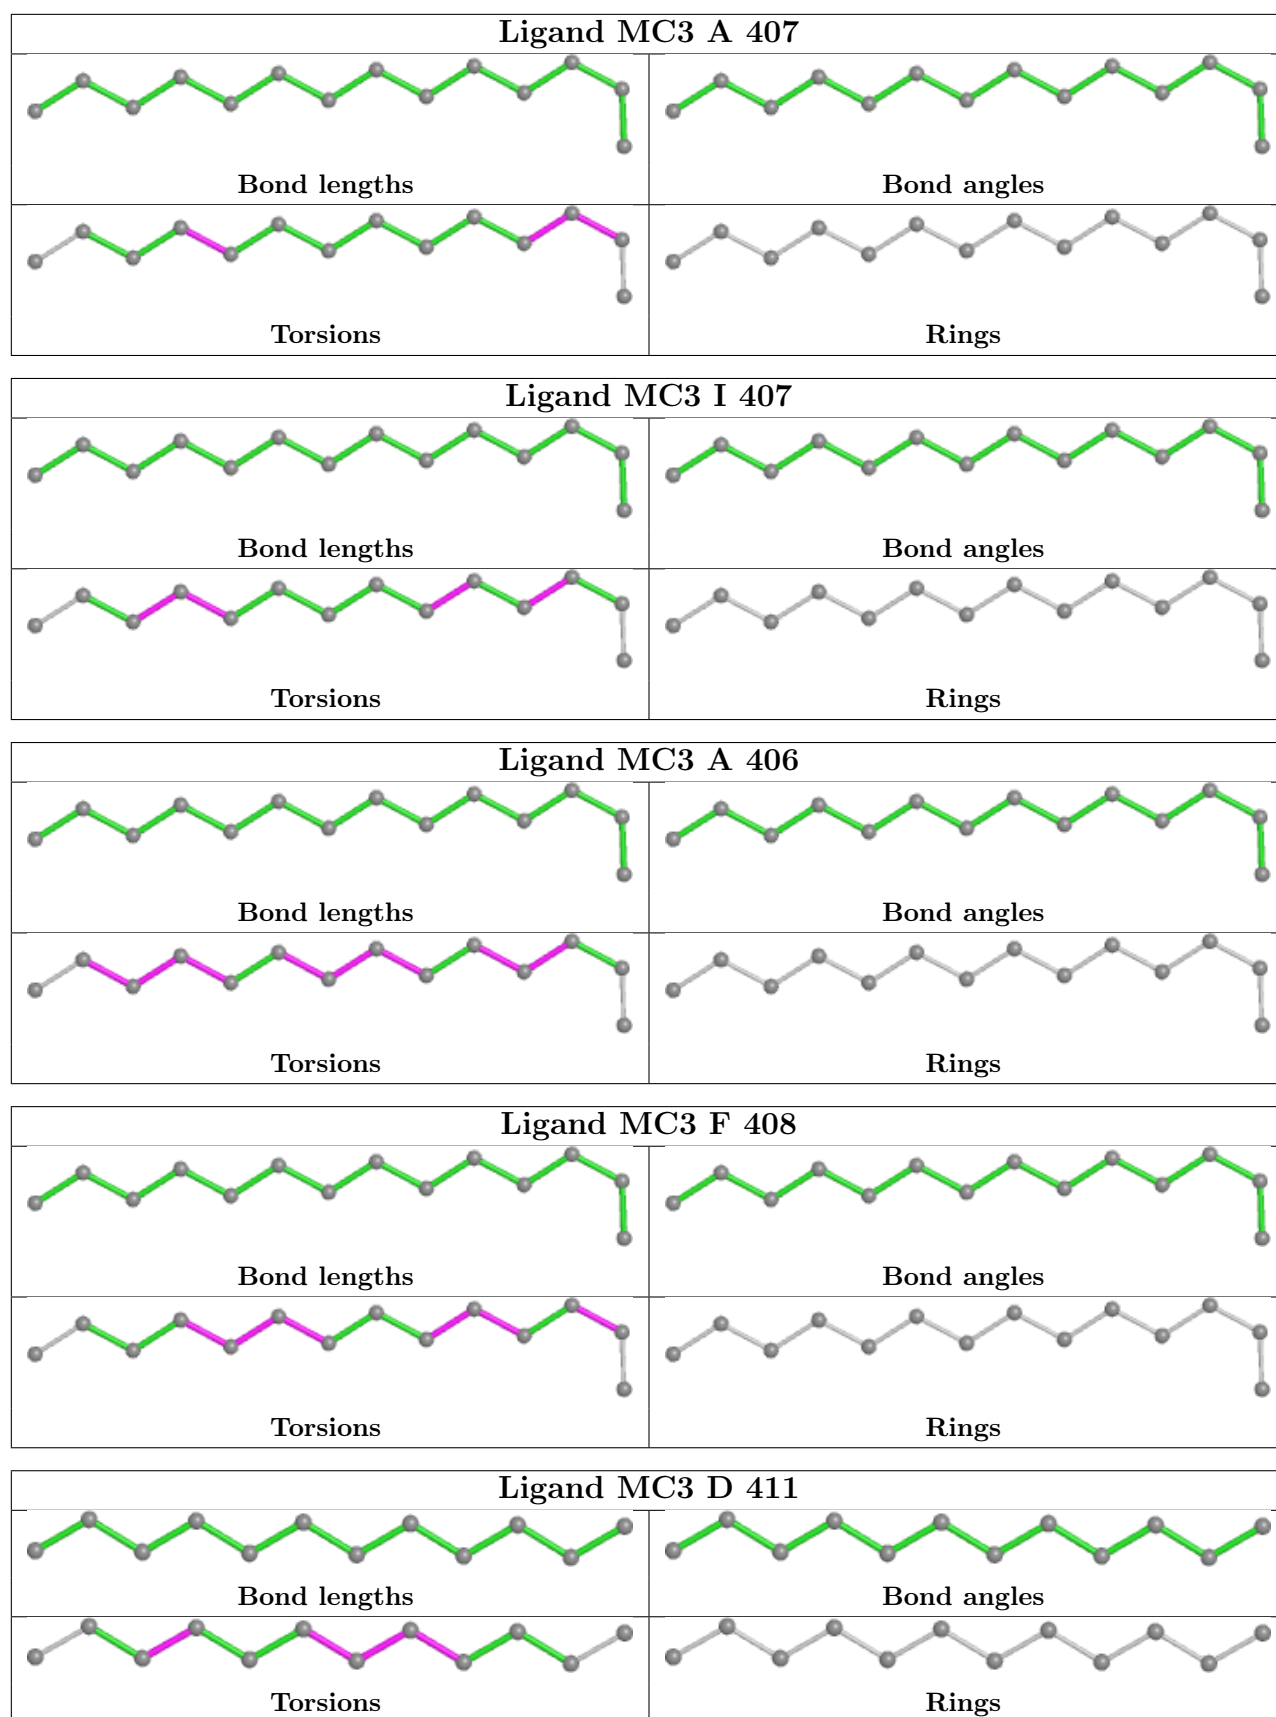 Ligand MC3 A 407
Bond lengths Bond angles
Torsions Rings
Ligand MC3 I 407
Bond lengths Bond angles
Torsions Rings
Ligand MC3 A 406
Bond lengths Bond angles
Torsions Rings
Ligand MC3 F 408
Bond lengths Bond angles
Torsions Rings
Ligand MC3 D 411
Bond lengths Bond angles
Torsions Rings